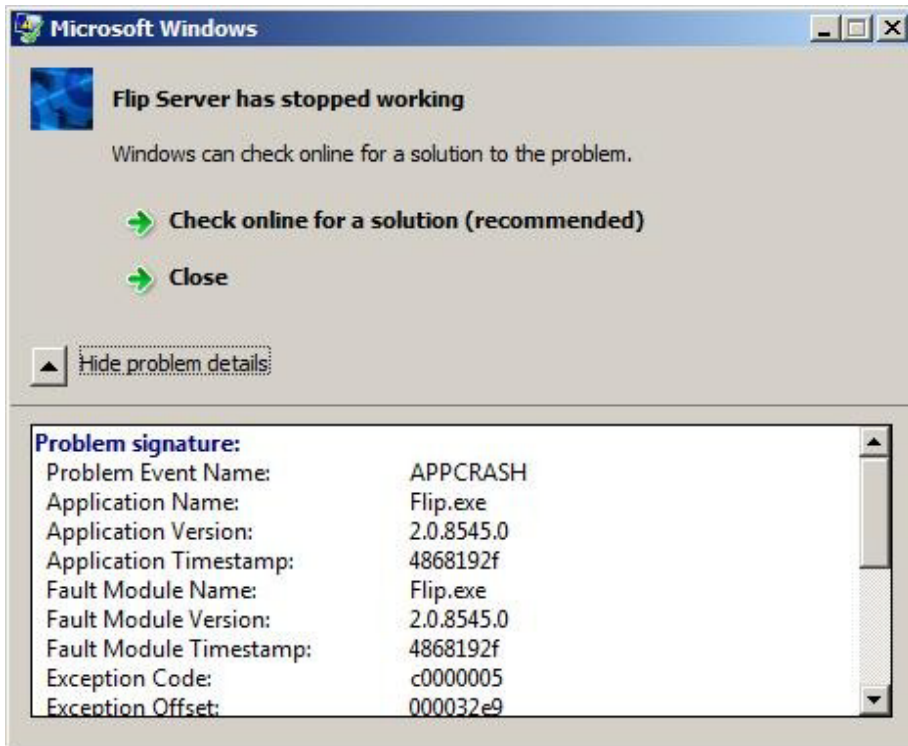 Microsoft Windows
Flip Server has stopped working
Windows can check online for a solution to the problem.
Check online for a solution (recommended)
Close
Hide problem details
Problem signature:
Problem Event Name: APPCRASH
Application Name: Flip.exe
Application Version: 2.0.8545.0
Application Timestamp: 4868192f
Fault Module Name: Flip.exe
Fault Module Version: 2.0.8545.0
Fault Module Timestamp: 4868192f
Exception Code: c0000005
Exception Offset: 000032e9